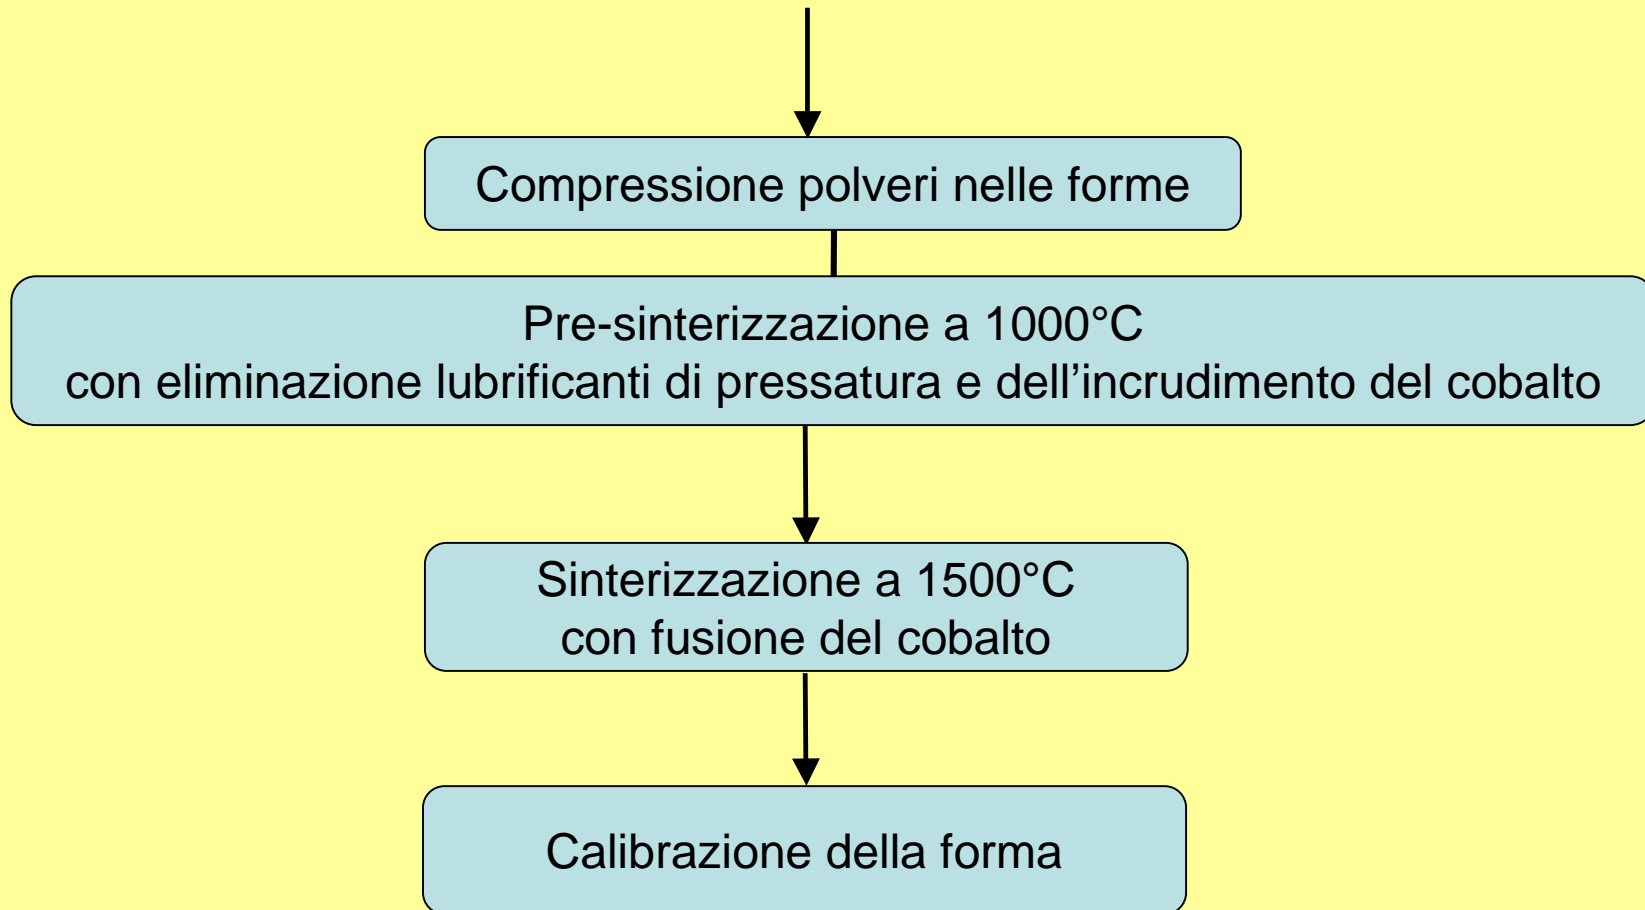 Compressione polveri nelle forme
Pre-sinterizzazione a 1000°C
con eliminazione lubrificanti di pressatura e dell’incrudimento del cobalto
Sinterizzazione a 1500°C
con fusione del cobalto
Calibrazione della forma